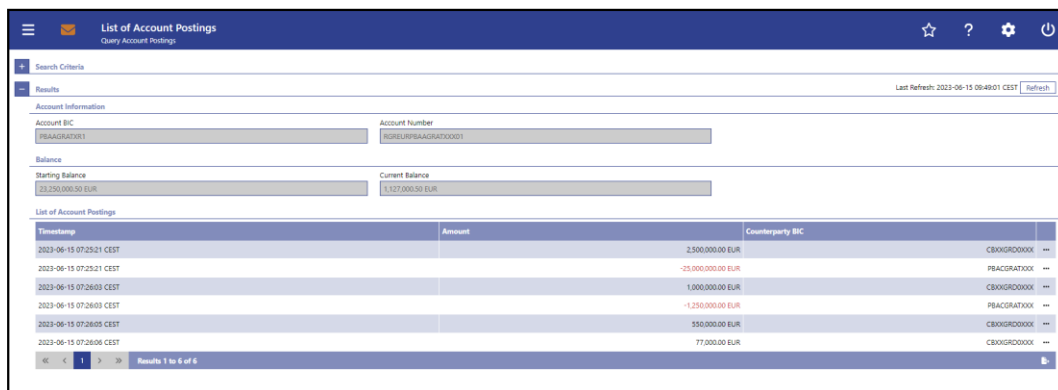 List of Account Postings
Query Account Postings
?
+ Search Criteria
− Results Last Refresh: 2023-06-15 09:49:01 CEST Refresh
Account Information
Account BIC Account Number
PBAAGRATXR1 RGREURPBAAGRATXXX01
Balance
Starting Balance Current Balance
23,250,000.50 EUR 1,127,000.50 EUR
List of Account Postings
Timestamp Amount Counterparty BIC
2023-06-15 07:25:21 CEST 2,500,000.00 EUR CBXXGRD0XXX ...
2023-06-15 07:25:21 CEST -25,000,000.00 EUR PBACGRATXXX ...
2023-06-15 07:26:03 CEST 1,000,000.00 EUR CBXXGRD0XXX ...
2023-06-15 07:26:03 CEST -1,250,000.00 EUR PBACGRATXXX ...
2023-06-15 07:26:05 CEST 550,000.00 EUR CBXXGRD0XXX ...
2023-06-15 07:26:06 CEST 77,000.00 EUR CBXXGRD0XXX ...
« < 1 > » Results 1 to 6 of 6